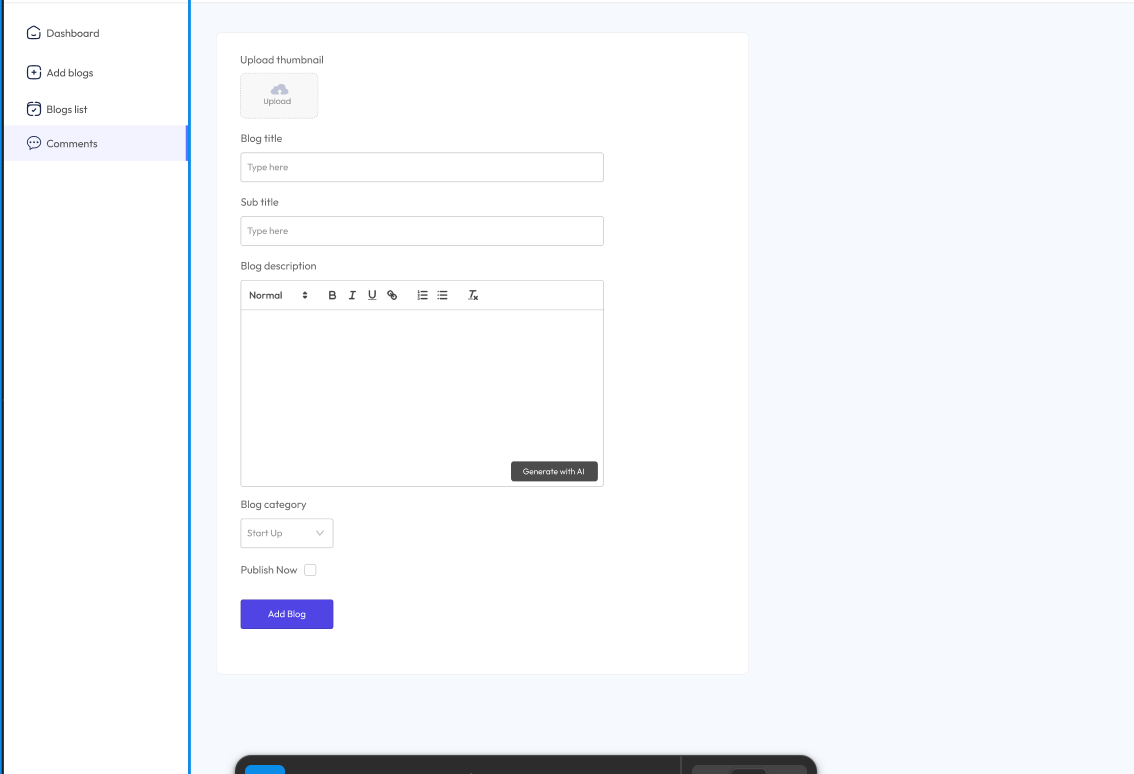 Dashboard
Add blogs
Blogs list
Comments
Upload thumbnail
Upload
Blog title
Type here
Sub title
Type here
Blog description
Normal
Generate with AI
Blog category
Start Up
Publish Now
Add Blog